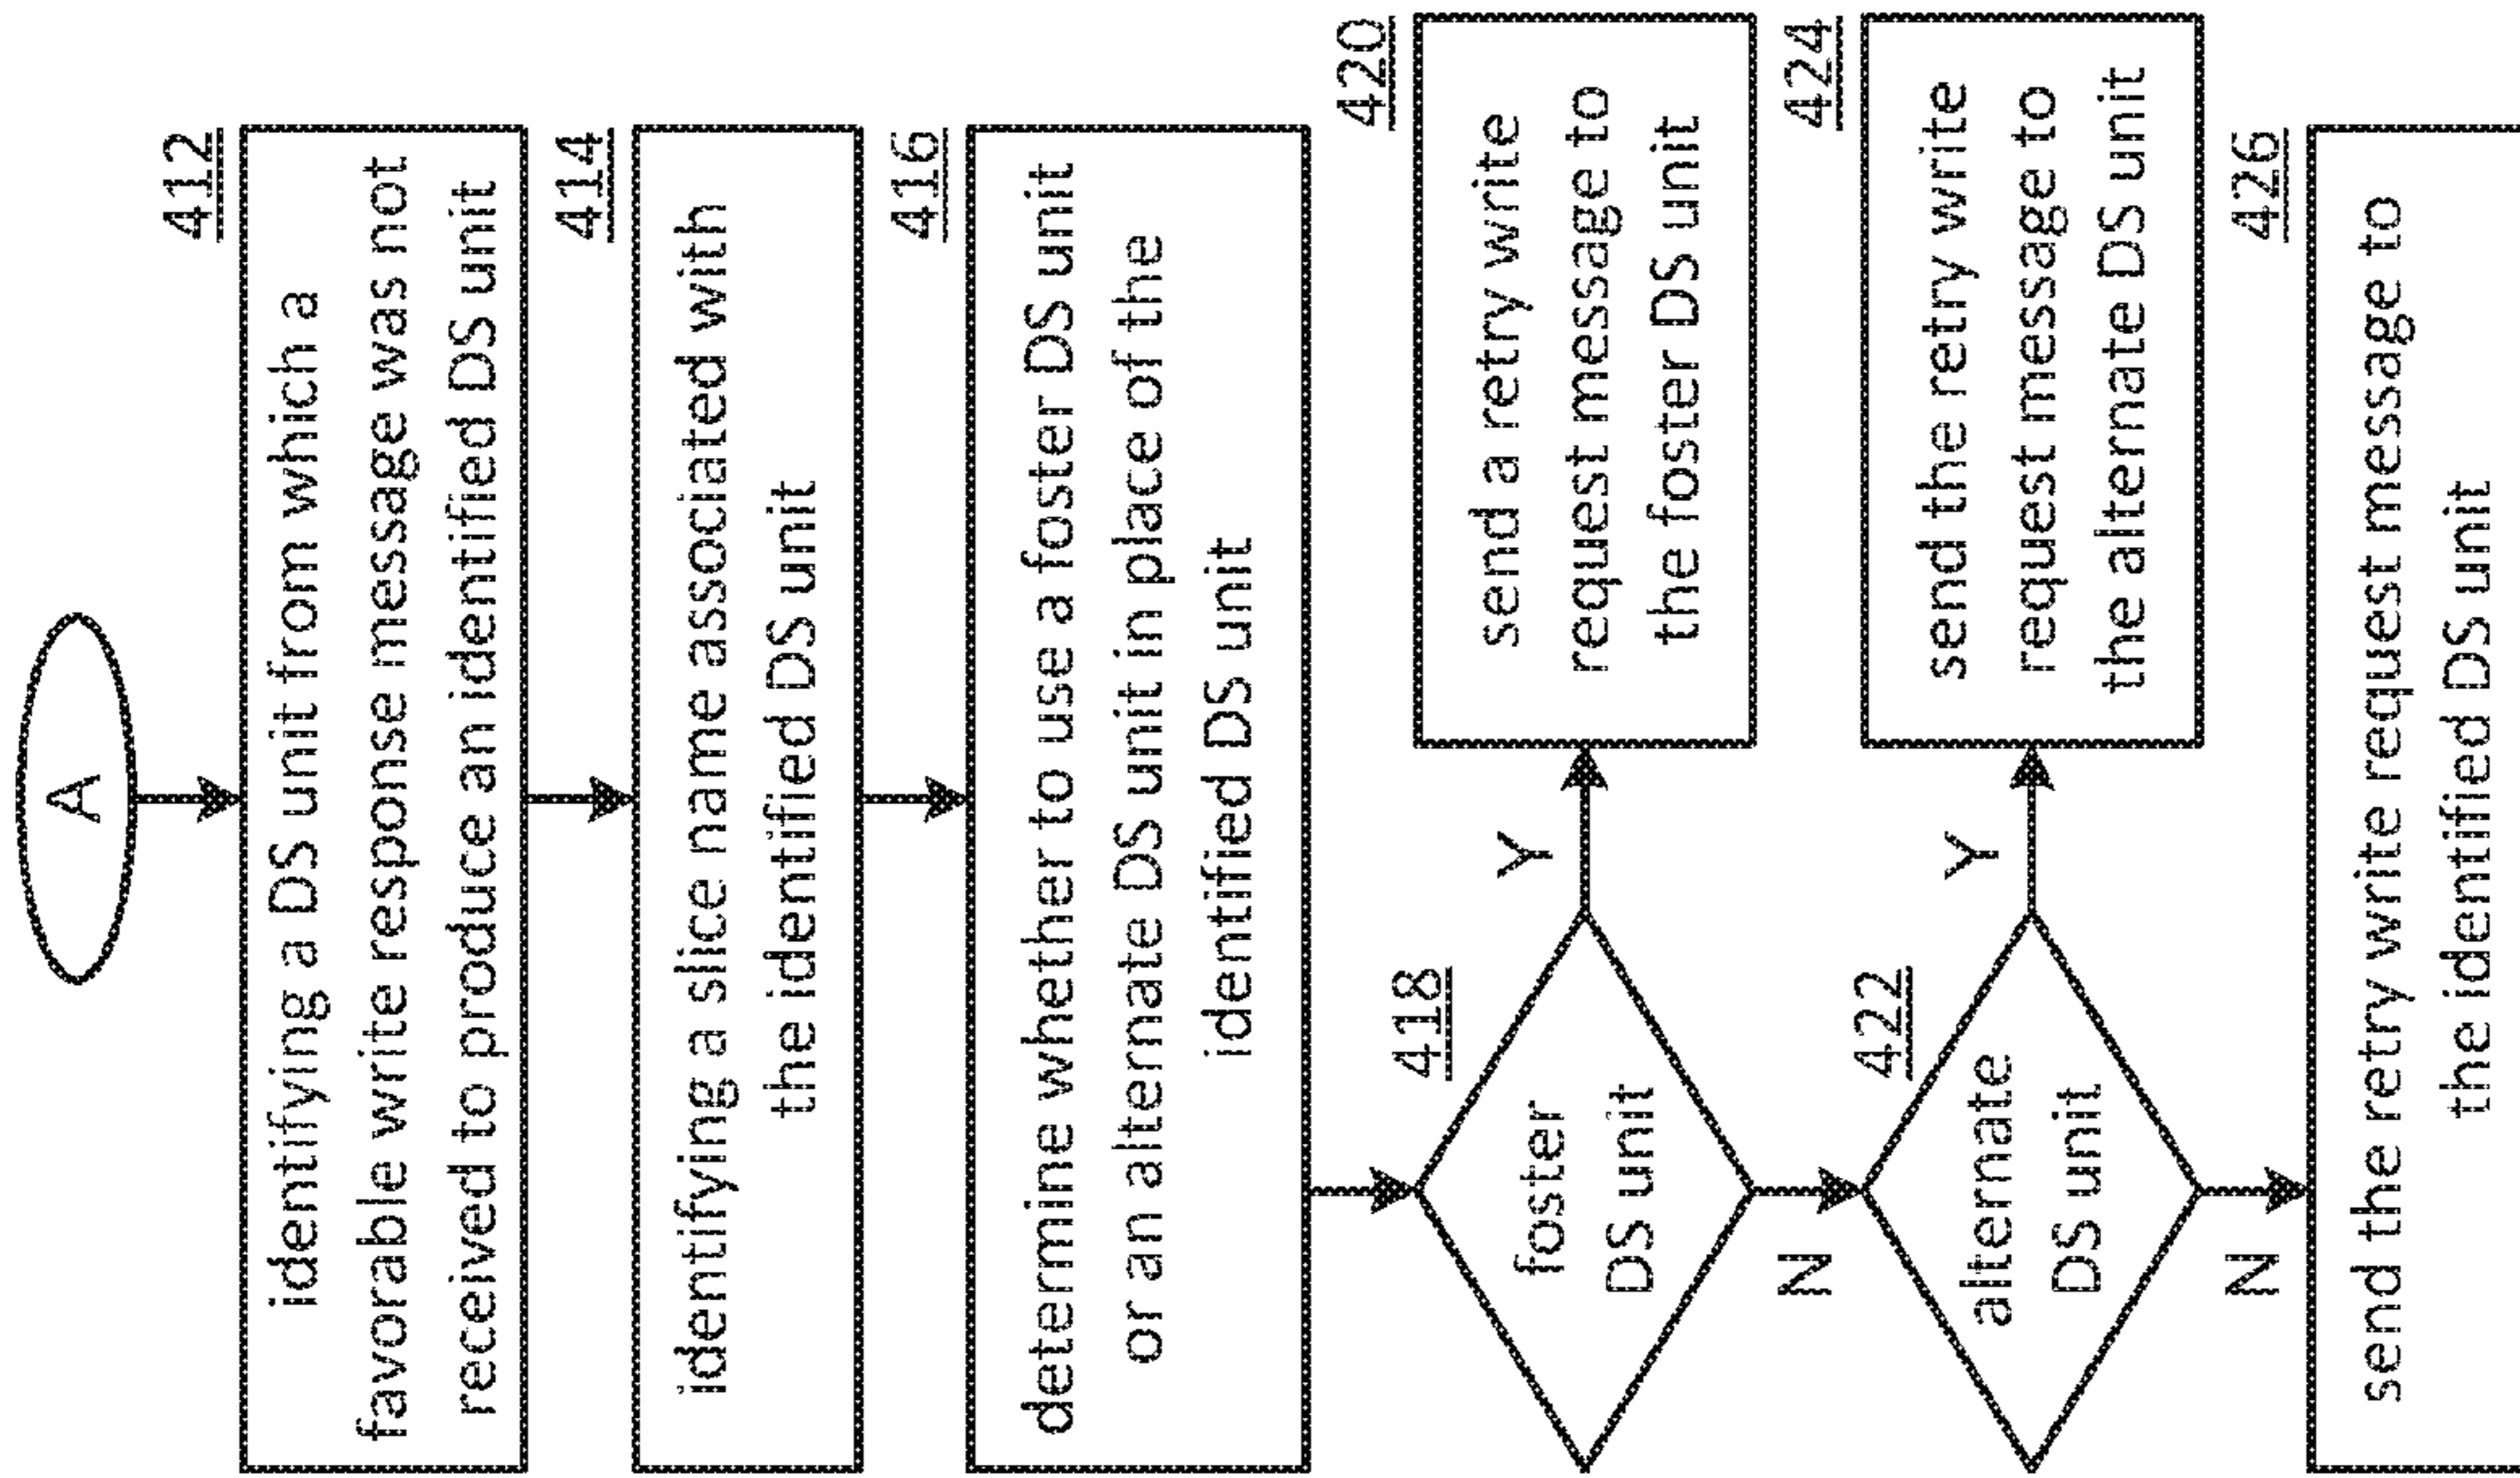 A
412
identifying a DS unit from which a
favorable write response message was not
received to produce an identified DS unit
414
identifying a slice name associated with
the identified DS unit
416
determine whether to use a foster DS unit
or an alternate DS unit in place of the
identified DS unit
418
foster
DS unit
Y
420
send a retry write
request message to
the foster DS unit
N
422
alternate
DS unit
Y
424
send the retry write
request message to
the alternate DS unit
N
426
send the retry write request message to
the identified DS unit